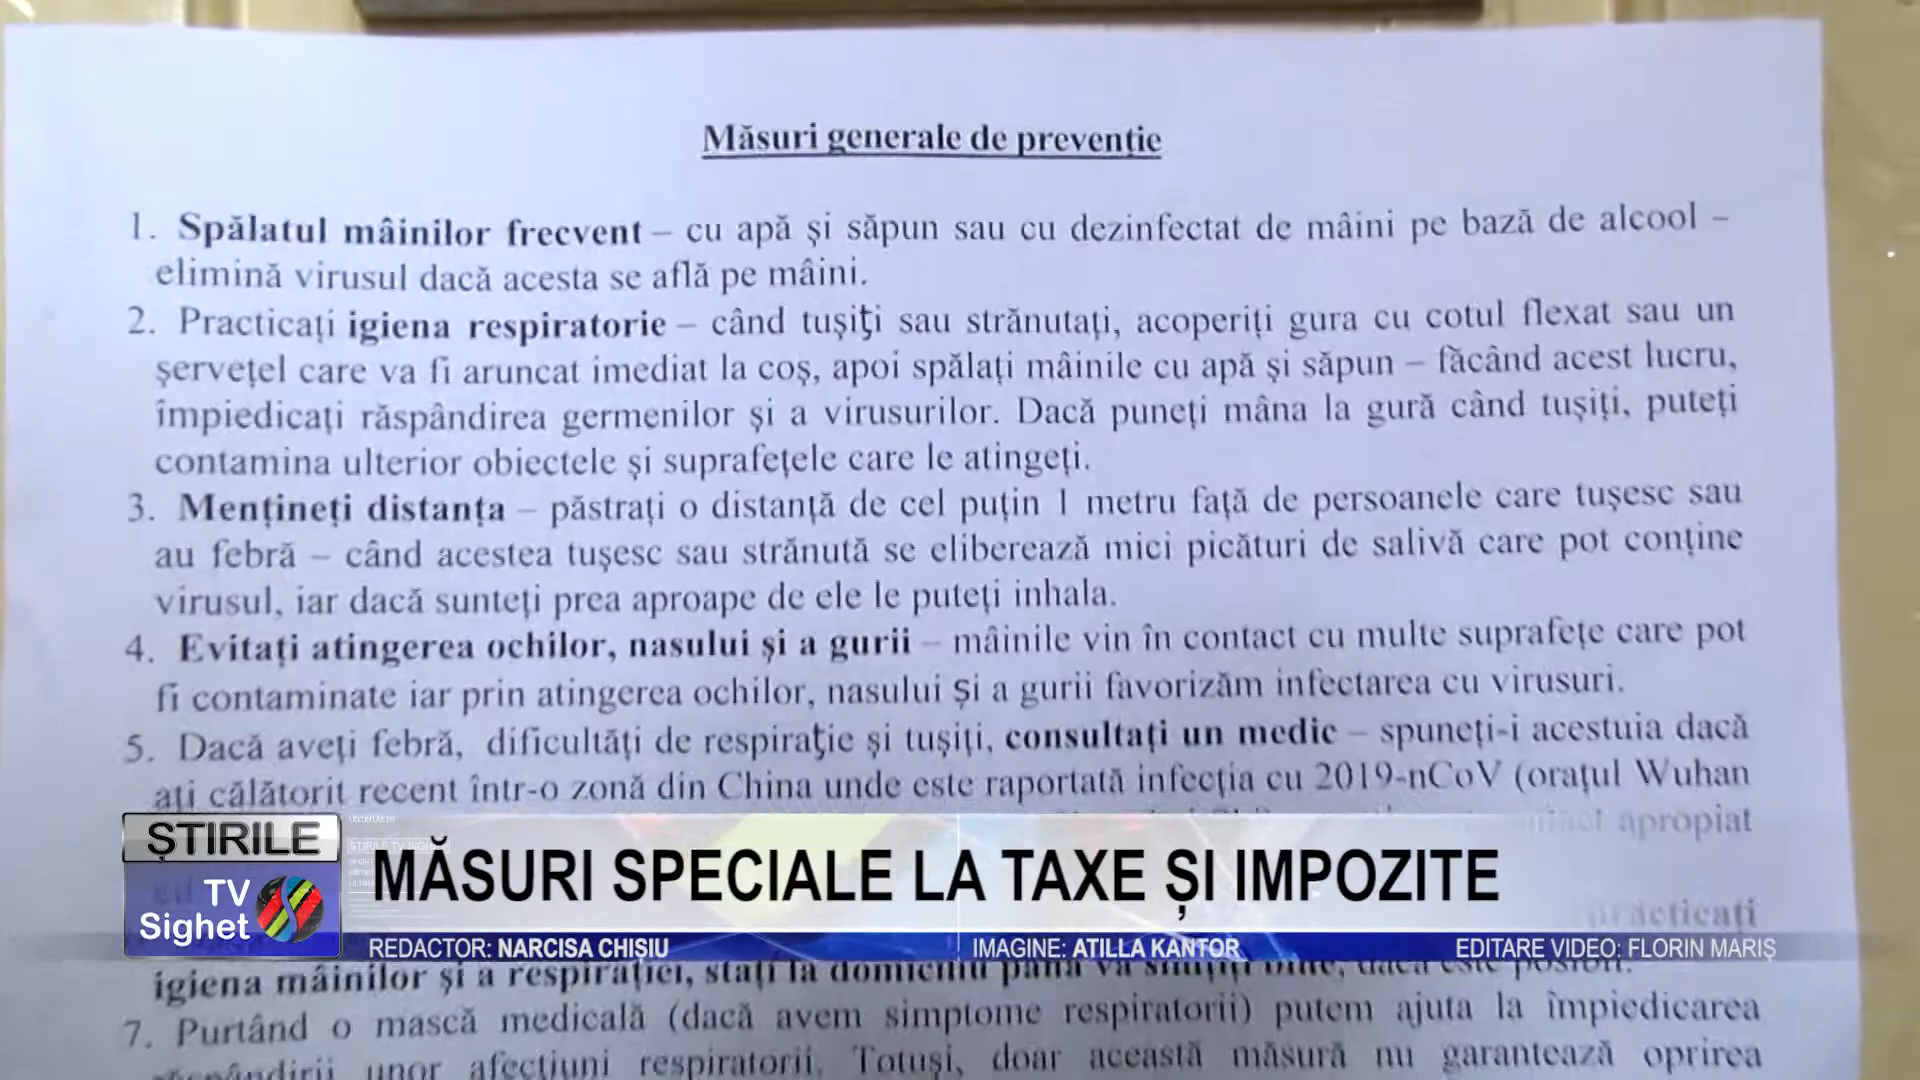 Măsuri generale de prevenție
1. Spălatul mâinilor frecvent – cu apă și săpun sau cu dezinfectat de mâini pe bază de alcool –
elimină virusul dacă acesta se află pe mâini.
2. Practicați igiena respiratorie – când tușiți sau strănutați, acoperiți gura cu cotul flexat sau un
șervețel care va fi aruncat imediat la coș, apoi spălați mâinile cu apă și săpun – făcând acest lucru,
împiedicați răspândirea germenilor și a virusurilor. Dacă puneți mâna la gură când tușiți, puteți
contamina ulterior obiectele și suprafețele care le atingeți.
3. Mențineți distanța – păstrați o distanță de cel puțin 1 metru față de persoanele care tușesc sau
au febră – când acestea tușesc sau strănută se eliberează mici picături de salivă care pot conține
virusul, iar dacă sunteți prea aproape de ele le puteți inhala.
4. Evitați atingerea ochilor, nasului și a gurii – mâinile vin în contact cu multe suprafețe care pot
fi contaminate iar prin atingerea ochilor, nasului și a gurii favorizăm infectarea cu virusuri.
5. Dacă aveți febră, dificultăți de respirație și tușiți, consultați un medic – spuneți-i acestuia dacă
ați călătorit recent într-o zonă din China unde este raportată infecția cu 2019-nCoV (orațul Wuhan
apropiat
ȘTIRILE
TV Sighet
MĂSURI SPECIALE LA TAXE ȘI IMPOZITE
practicați
REDACTOR: NARCISA CHIȘIU IMAGINE: ATILLA KANTOR EDITARE VIDEO: FLORIN MARIȘ
igiena mâinilor și a respirației, stați la domiciliu până vă simțiți bine, dacă este posibil.
7. Purtând o mască medicală (dacă avem simptome respiratorii) putem ajuta la împiedicarea
răspândirii unor afecțiuni respiratorii. Totuși, doar această măsură nu garantează oprirea